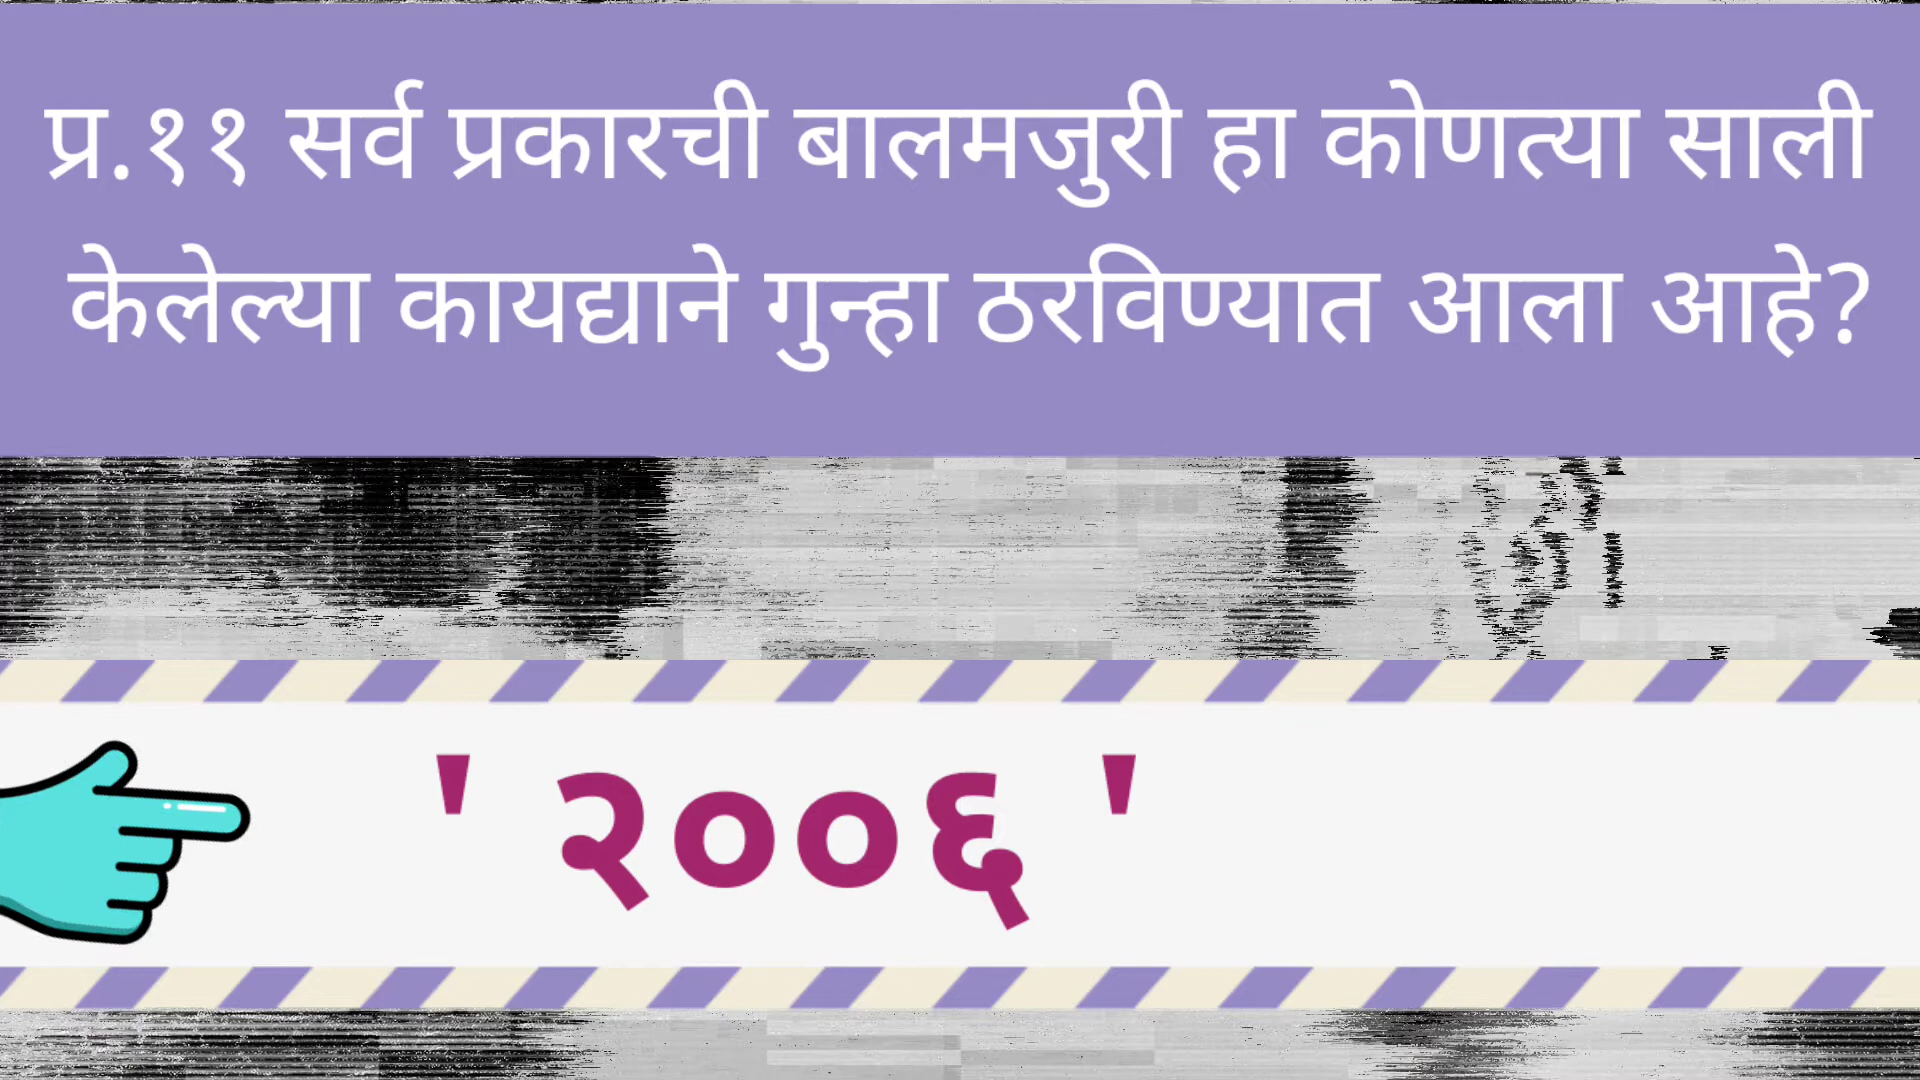 प्र.११ सर्व प्रकारची बालमजुरी हा कोणत्या साली
केलेल्या कायद्याने गुन्हा ठरविण्यात आला आहे?
' २००६ '